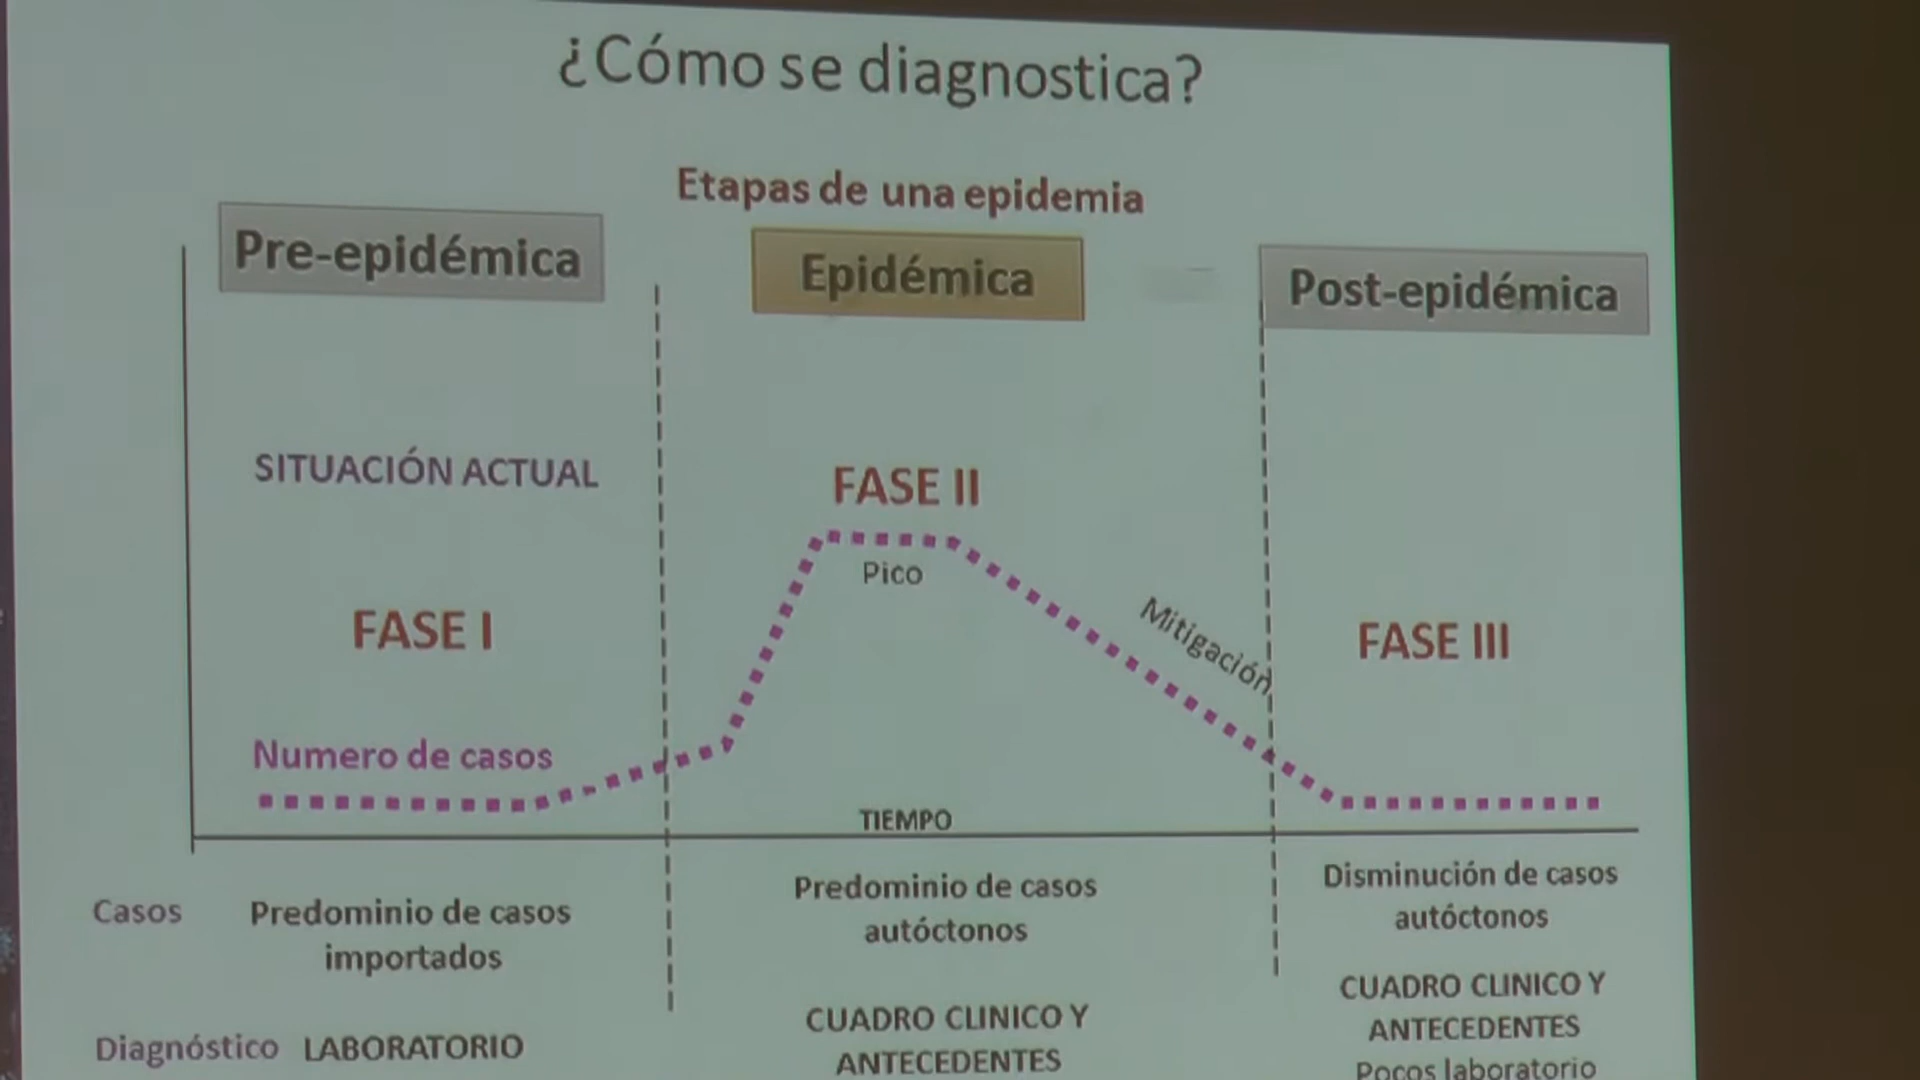 ¿Cómo se diagnostica?
Etapas de una epidemia
Pre-epidémica
Epidémica
Post-epidémica
SITUACIÓN ACTUAL
FASE II
Pico
FASE I
Mitigación
FASE III
Numero de casos
TIEMPO
Casos
Predominio de casos
importados
Predominio de casos
autóctonos
Disminución de casos
autóctonos
Diagnóstico
LABORATORIO
CUADRO CLINICO Y
ANTECEDENTES
CUADRO CLINICO Y
ANTECEDENTES
Pocos laboratorio